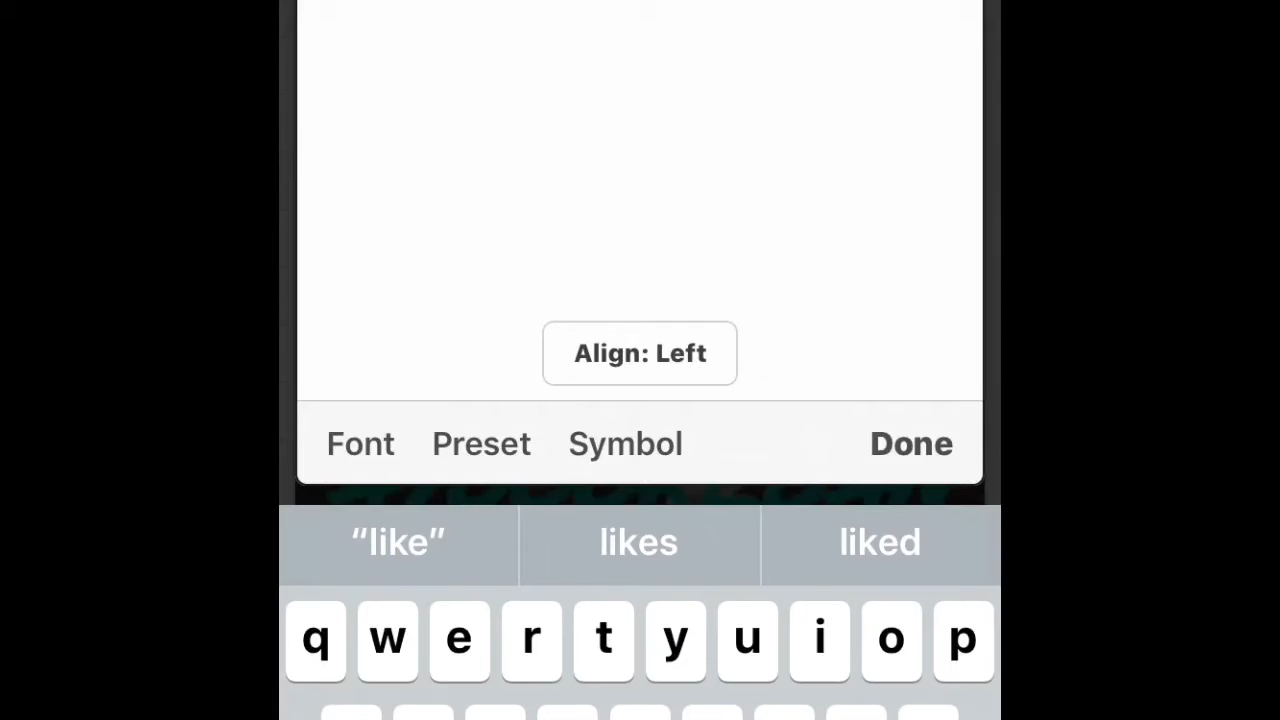 Align: Left
Font Preset Symbol Done
“like” likes liked
q w e r t y u i o p